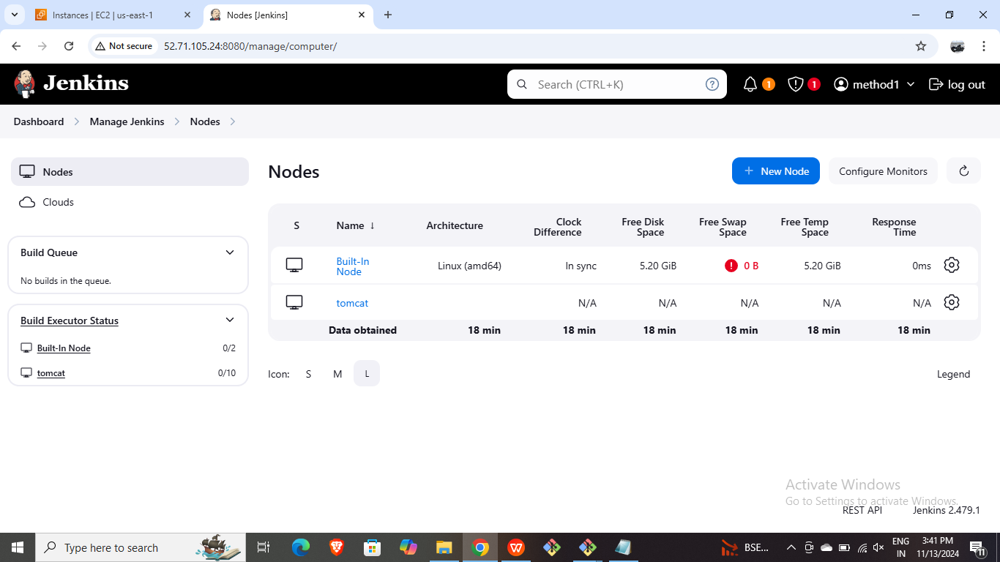 Instances | EC2 | us-east-1
Nodes [Jenkins]
Not secure
52.71.105.24:8080/manage/computer/
Jenkins
Search (CTRL+K)
?
1
1
method1
log out
Dashboard
Manage Jenkins
Nodes
Nodes
Clouds
Build Queue
No builds in the queue.
Build Executor Status
Built-In Node 0/2
tomcat 0/10
Nodes
+ New Node
Configure Monitors
S Name ↓ Architecture Clock Difference Free Disk Space Free Swap Space Free Temp Space Response Time
Built-In Node Linux (amd64) In sync 5.20 GiB ! 0 B 5.20 GiB 0ms
tomcat N/A N/A N/A N/A N/A
Data obtained 18 min 18 min 18 min 18 min 18 min 18 min
Icon: S M L
Legend
Activate Windows
Go to Settings to activate Windows.
REST API
Jenkins 2.479.1
Type here to search
BSE...
ENG
IN
3:41 PM
11/13/2024
11